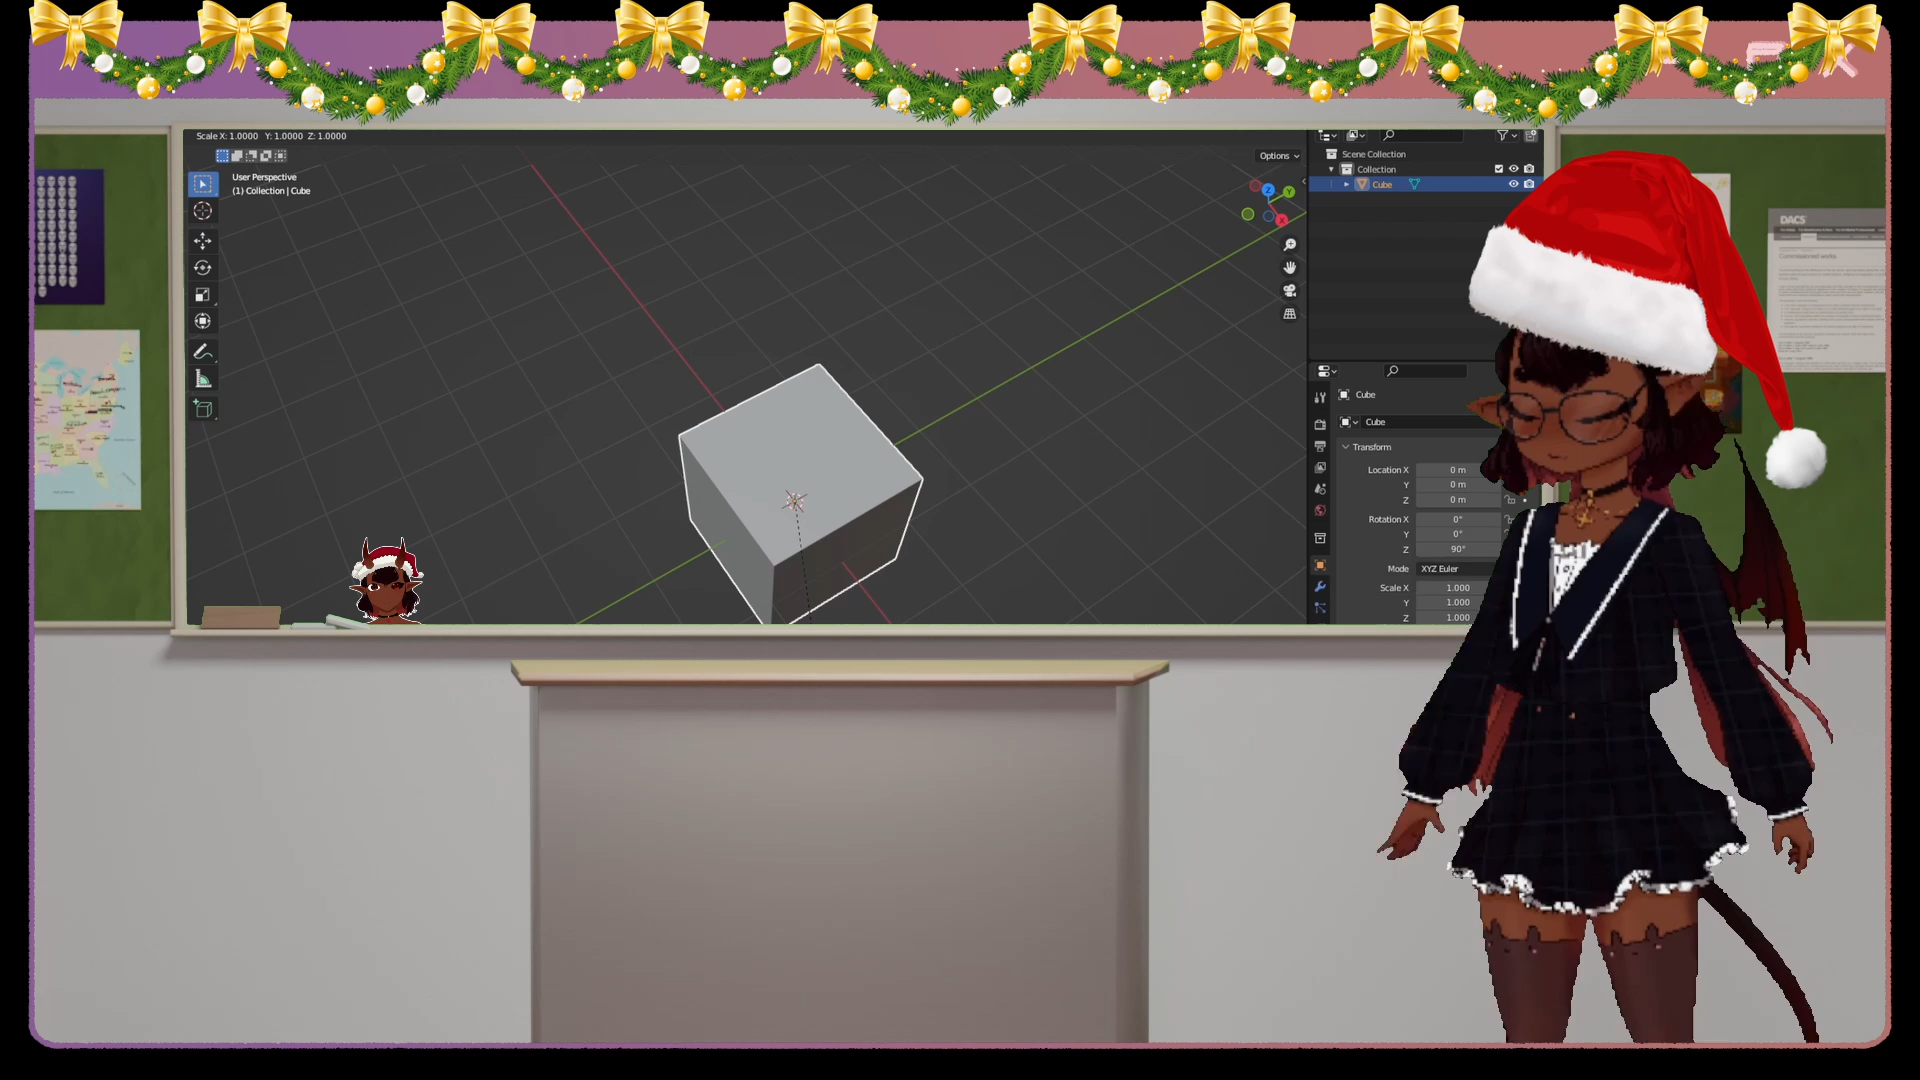 Scale X: 1.0000 Y: 1.0000 Z: 1.0000
Options
User Perspective
(1) Collection | Cube
Z
Y
X
Scene Collection
Collection
Cube
Cube
Cube
Transform
Location X 0 m
Y 0 m
Z 0 m
Rotation X 0°
Y 0°
Z 90°
Mode XYZ Euler
Scale X 1.000
Y 1.000
Z 1.000
DACS
Commissioned works